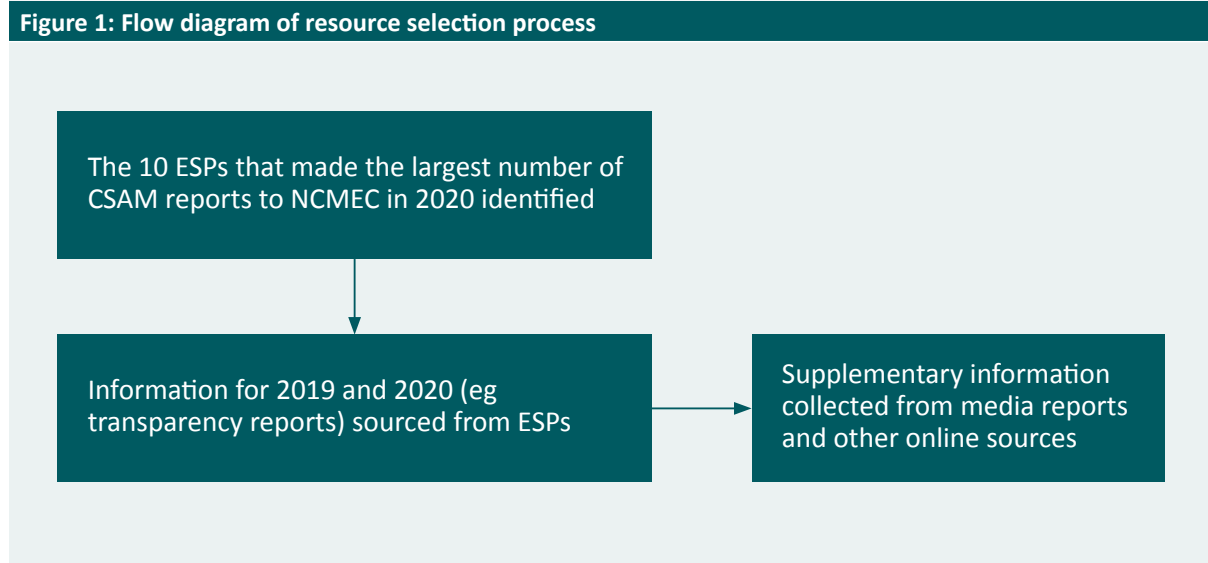 Figure 1: Flow diagram of resource selection process
The 10 ESPs that made the largest number of
CSAM reports to NCMEC in 2020 identified
Information for 2019 and 2020 (eg
transparency reports) sourced from ESPs
Supplementary information
collected from media reports
and other online sources